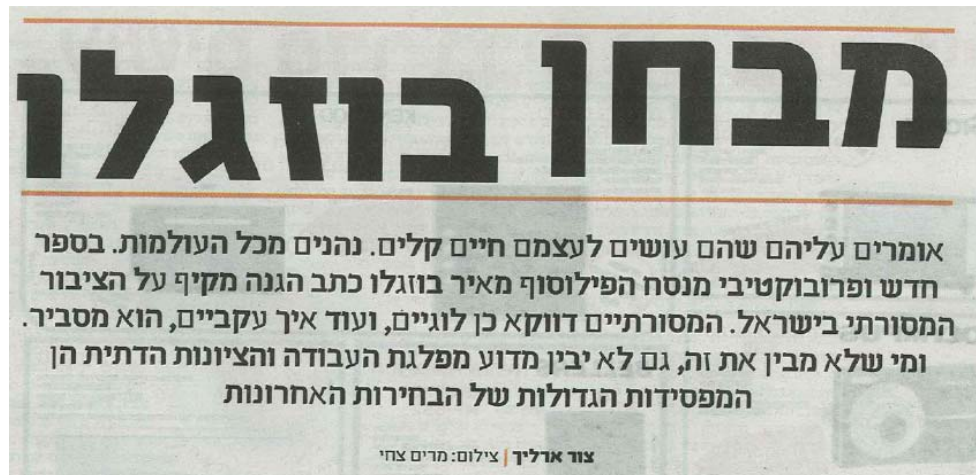 מבחן בוזגלו
אומרים עליהם שהם עושים לעצמם חיים קלים. נהנים מכל העולמות. בספר
חדש ופרובוקטיבי מנסח הפילוסוף מאיר בוזגלו כתב הגנה מקיף על הציבור
המסורתי בישראל. המסורתיים דווקא כן לוגיים, ועוד איך עקביים, הוא מסביר.
ומי שלא מבין את זה, גם לא יבין מדוע מפלגת העבודה והציונות הדתית הן
המפסידות הגדולות של הבחירות האחרונות
צור ארליך | צילום: מרים צחי